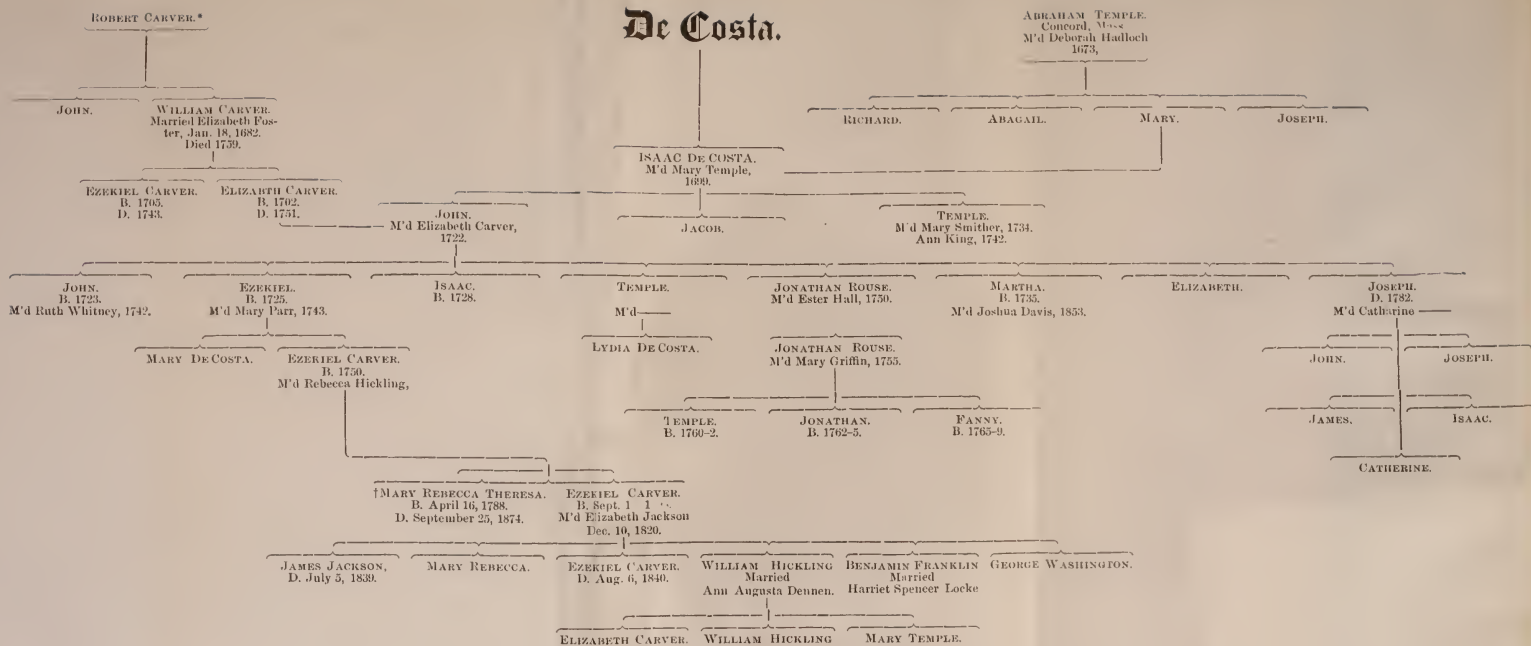 De Costa.
ROBERT CARVER.*
ABRAHAM TEMPLE.
Concord,
M'd Deborah Hadloch
1673,
JOHN.
WILLIAM CARVER.
Married Elizabeth Fos-
ter, Jan. 18, 1682.
Died 1759.
RICHARD.
ABAGAIL.
MARY.
JOSEPH.
ISAAC DE COSTA.
M'd Mary Temple,
1699.
EZEKIEL CARVER.
B. 1705.
D. 1743.
ELIZABTH CARVER.
B. 1702.
D. 1751.
JOHN.
M'd Elizabeth Carver,
1722.
JACOB.
TEMPLE.
M'd Mary Smither, 1734.
Ann King, 1742.
JOHN.
B. 1723.
M'd Ruth Whitney, 1742.
EZEKIEL.
B. 1725.
M'd Mary Parr, 1743.
ISAAC.
B. 1728.
TEMPLE.
M'd——
JONATHAN ROUSE.
M'd Ester Hall, 1750.
MARTHA.
B. 1735.
M'd Joshua Davis, 1853.
ELIZABETH.
JOSEPH.
D. 1782.
M'd Catharine ——
MARY DE COSTA.
EZERIEL CARVER.
B. 1750.
M'd Rebecca Hickling,
LYDIA DE COSTA.
JONATHAN ROUSE.
M'd Mary Griffin, 1755.
JOHN.
JOSEPH.
TEMPLE.
B. 1760-2.
JONATHAN.
B. 1762-5.
FANNY.
B. 1765-9.
JAMES.
ISAAC.
CATHERINE.
†MARY REBECCA THERESA.
B. April 16, 1788.
D. September 25, 1874.
EZEKIEL CARVER.
B. Sept.
M'd Elizabeth Jackson
Dec. 10, 1820.
JAMES JACKSON,
D. July 5, 1839.
MARY REBECCA.
EZEKIEL CARVER.
D. Aug. 6, 1840.
WILLIAM HICKLING
Married
Ann Augusta Dennen.
BENJAMIN FRANKLIN
Married
Harriet Spencer Locke
GEORGE WASHINGTON.
ELIZABETH CARVER.
WILLIAM HICKLING
MARY TEMPLE.